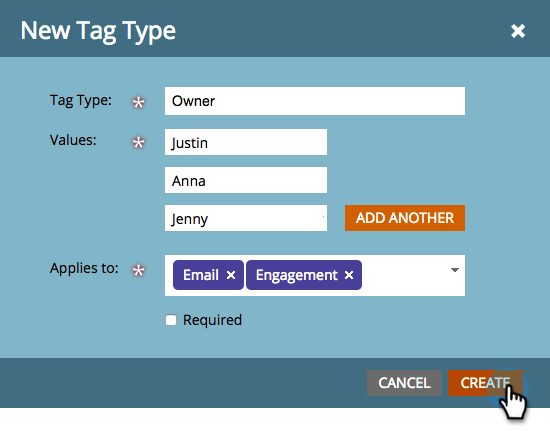 New Tag Type
Tag Type: * Owner
Values: * Justin
Anna
Jenny ADD ANOTHER
Applies to: * Email × Engagement ×
Required
CANCEL CREATE